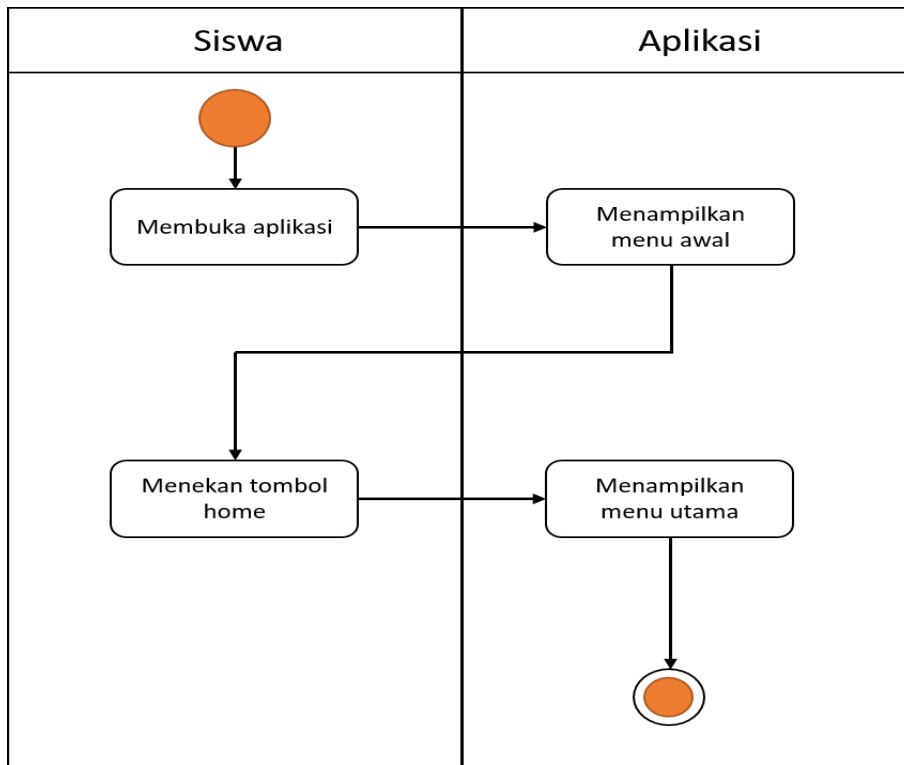 Siswa
Aplikasi
Membuka aplikasi
Menampilkan
menu awal
Menekan tombol
home
Menampilkan
menu utama